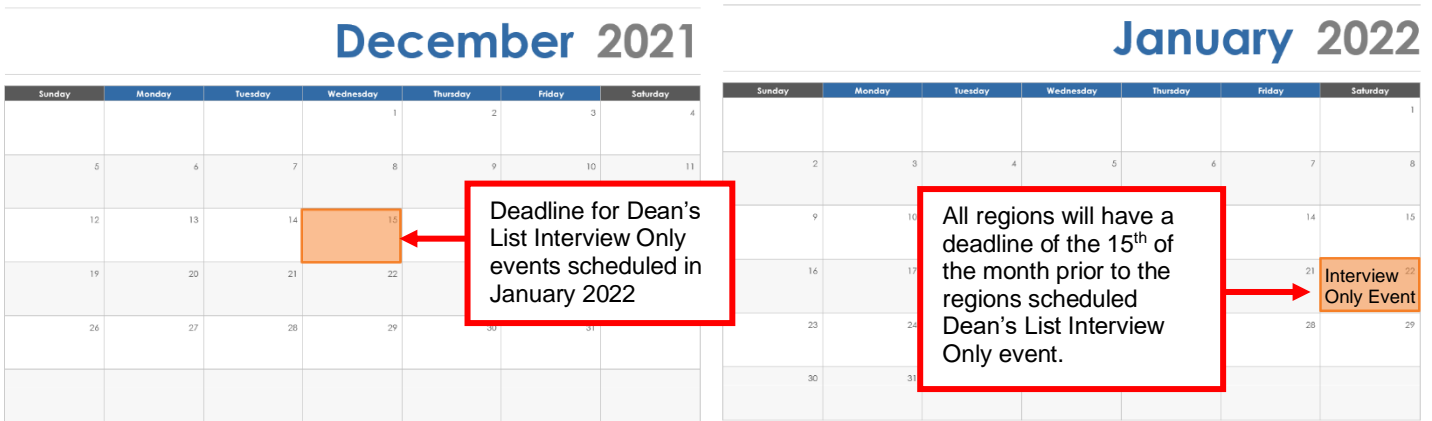 December 2021
Sunday Monday Tuesday Wednesday Thursday Friday Saturday
1 2 3 4
5 6 7 8 9 10 11
12 13 14 15
19 20 21 22
26 27 28 29 30 31
Deadline for Dean’s
List Interview Only
events scheduled in
January 2022
January 2022
Sunday Monday Tuesday Wednesday Thursday Friday Saturday
1
2 3 4 5 6 7 8
9 10 14 15
16 17 21 22
Interview
Only Event
23 24 28 29
30 31
All regions will have a
deadline of the 15th of
the month prior to the
regions scheduled
Dean’s List Interview
Only event.